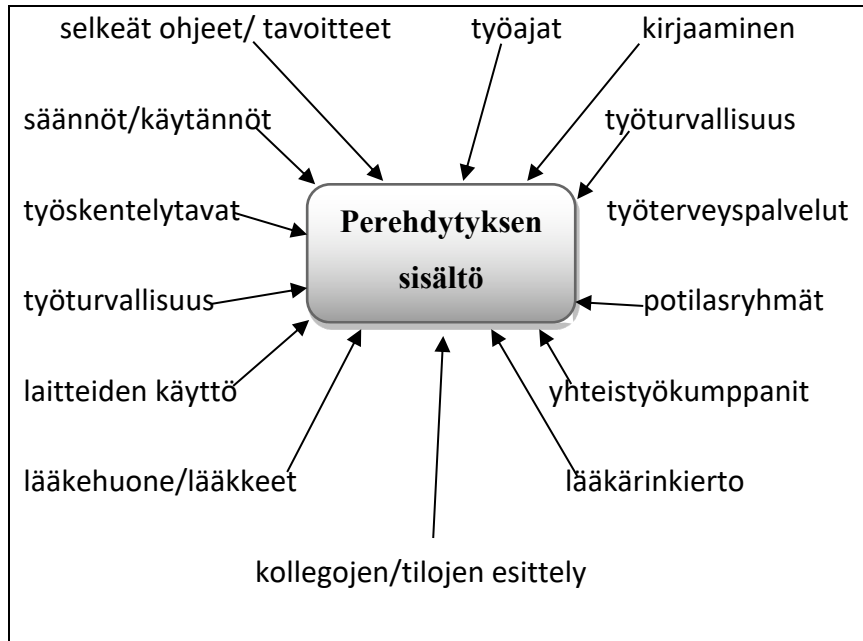 selkeät ohjeet/ tavoitteet
työajat
kirjaaminen
säännöt/käytännöt
työturvallisuus
työskentelytavat
Perehdytyksen
sisältö
työterveyspalvelut
työturvallisuus
potilasryhmät
laitteiden käyttö
yhteistyökumppanit
lääkehuone/lääkkeet
lääkärinkierto
kollegojen/tilojen esittely